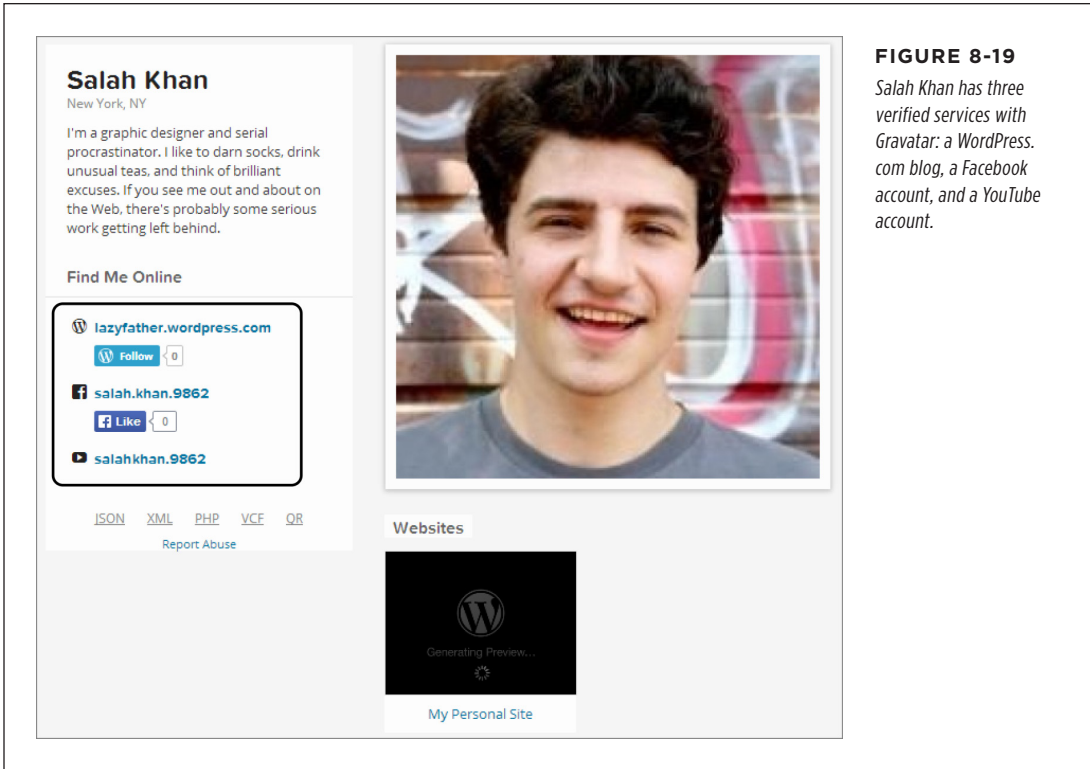 Salah Khan
New York, NY
I'm a graphic designer and serial
procrastinator. I like to darn socks, drink
unusual teas, and think of brilliant
excuses. If you see me out and about on
the Web, there's probably some serious
work getting left behind.
Find Me Online
lazyfather.wordpress.com
Follow 0
salah.khan.9862
Like 0
salahkhan.9862
JSON XML PHP VCF QR
Report Abuse
Websites
Generating Preview...
My Personal Site
FIGURE 8-19
Salah Khan has three
verified services with
Gravatar: a WordPress.
com blog, a Facebook
account, and a YouTube
account.